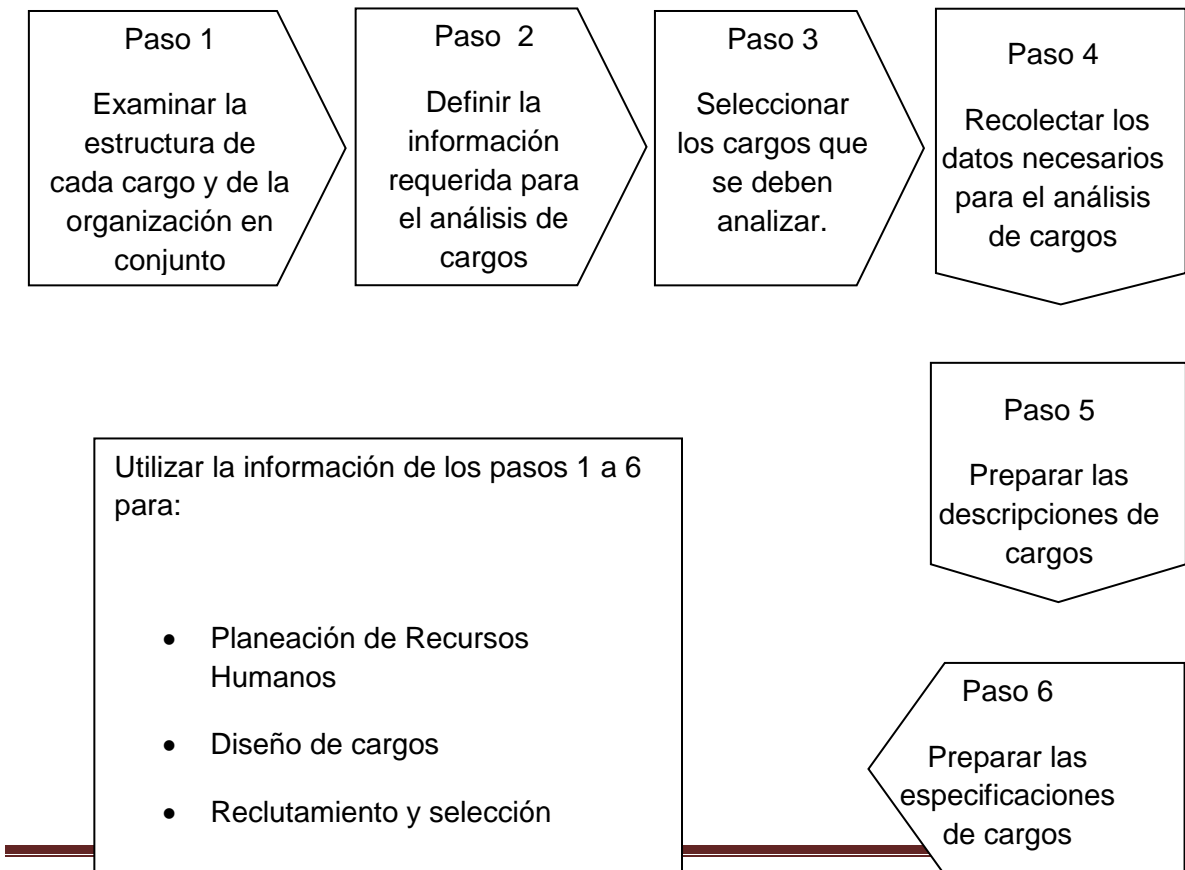 Paso 1
Examinar la
estructura de
cada cargo y de la
organización en
conjunto
Paso 2
Definir la
información
requerida para
el análisis de
cargos
Paso 3
Seleccionar
los cargos que
se deben
analizar.
Paso 4
Recolectar los
datos necesarios
para el análisis
de cargos
Paso 5
Preparar las
descripciones de
cargos
Paso 6
Preparar las
especificaciones
de cargos
Utilizar la información de los pasos 1 a 6
para:
• Planeación de Recursos
Humanos
• Diseño de cargos
• Reclutamiento y selección